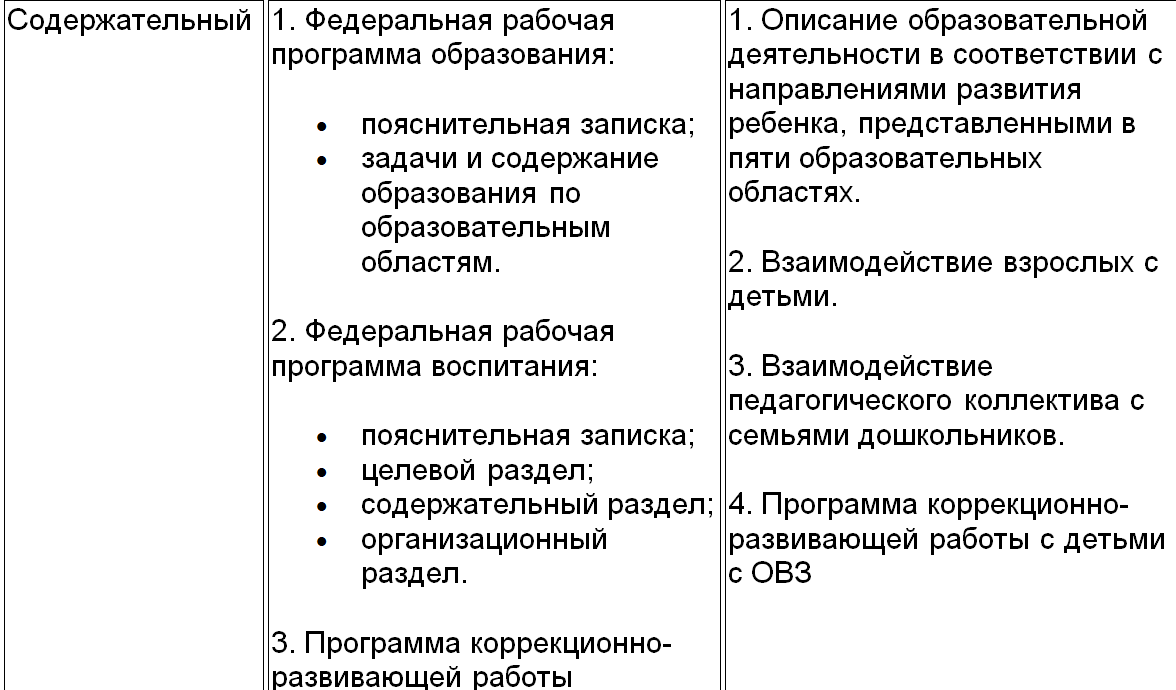 Содержательный
1. Федеральная рабочая
программа образования:
• пояснительная записка;
• задачи и содержание
образования по
образовательным
областям.
2. Федеральная рабочая
программа воспитания:
• пояснительная записка;
• целевой раздел;
• содержательный раздел;
• организационный
раздел.
3. Программа коррекционно-
развивающей работы
1. Описание образовательной
деятельности в соответствии с
направлениями развития
ребенка, представленными в
пяти образовательных
областях.
2. Взаимодействие взрослых с
детьми.
3. Взаимодействие
педагогического коллектива с
семьями дошкольников.
4. Программа коррекционно-
развивающей работы с детьми
с ОВЗ